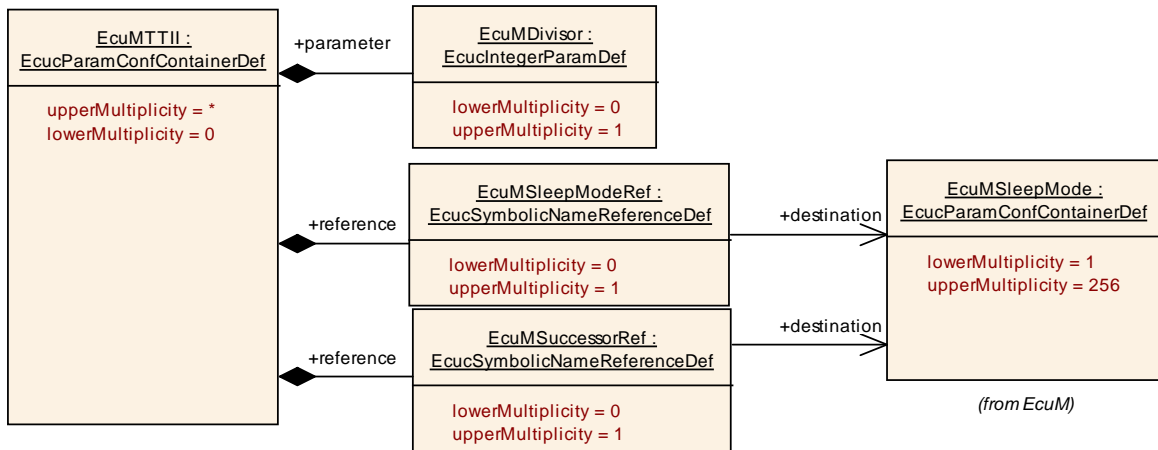 EcuMTTII :
EcucParamConfContainerDef
upperMultiplicity = *
lowerMultiplicity = 0
+parameter
EcuMDivisor :
EcucIntegerParamDef
lowerMultiplicity = 0
upperMultiplicity = 1
+reference
EcuMSleepModeRef :
EcucSymbolicNameReferenceDef
lowerMultiplicity = 0
upperMultiplicity = 1
+destination
EcuMSleepMode :
EcucParamConfContainerDef
lowerMultiplicity = 1
upperMultiplicity = 256
(from EcuM)
+reference
EcuMSuccessorRef :
EcucSymbolicNameReferenceDef
lowerMultiplicity = 0
upperMultiplicity = 1
+destination